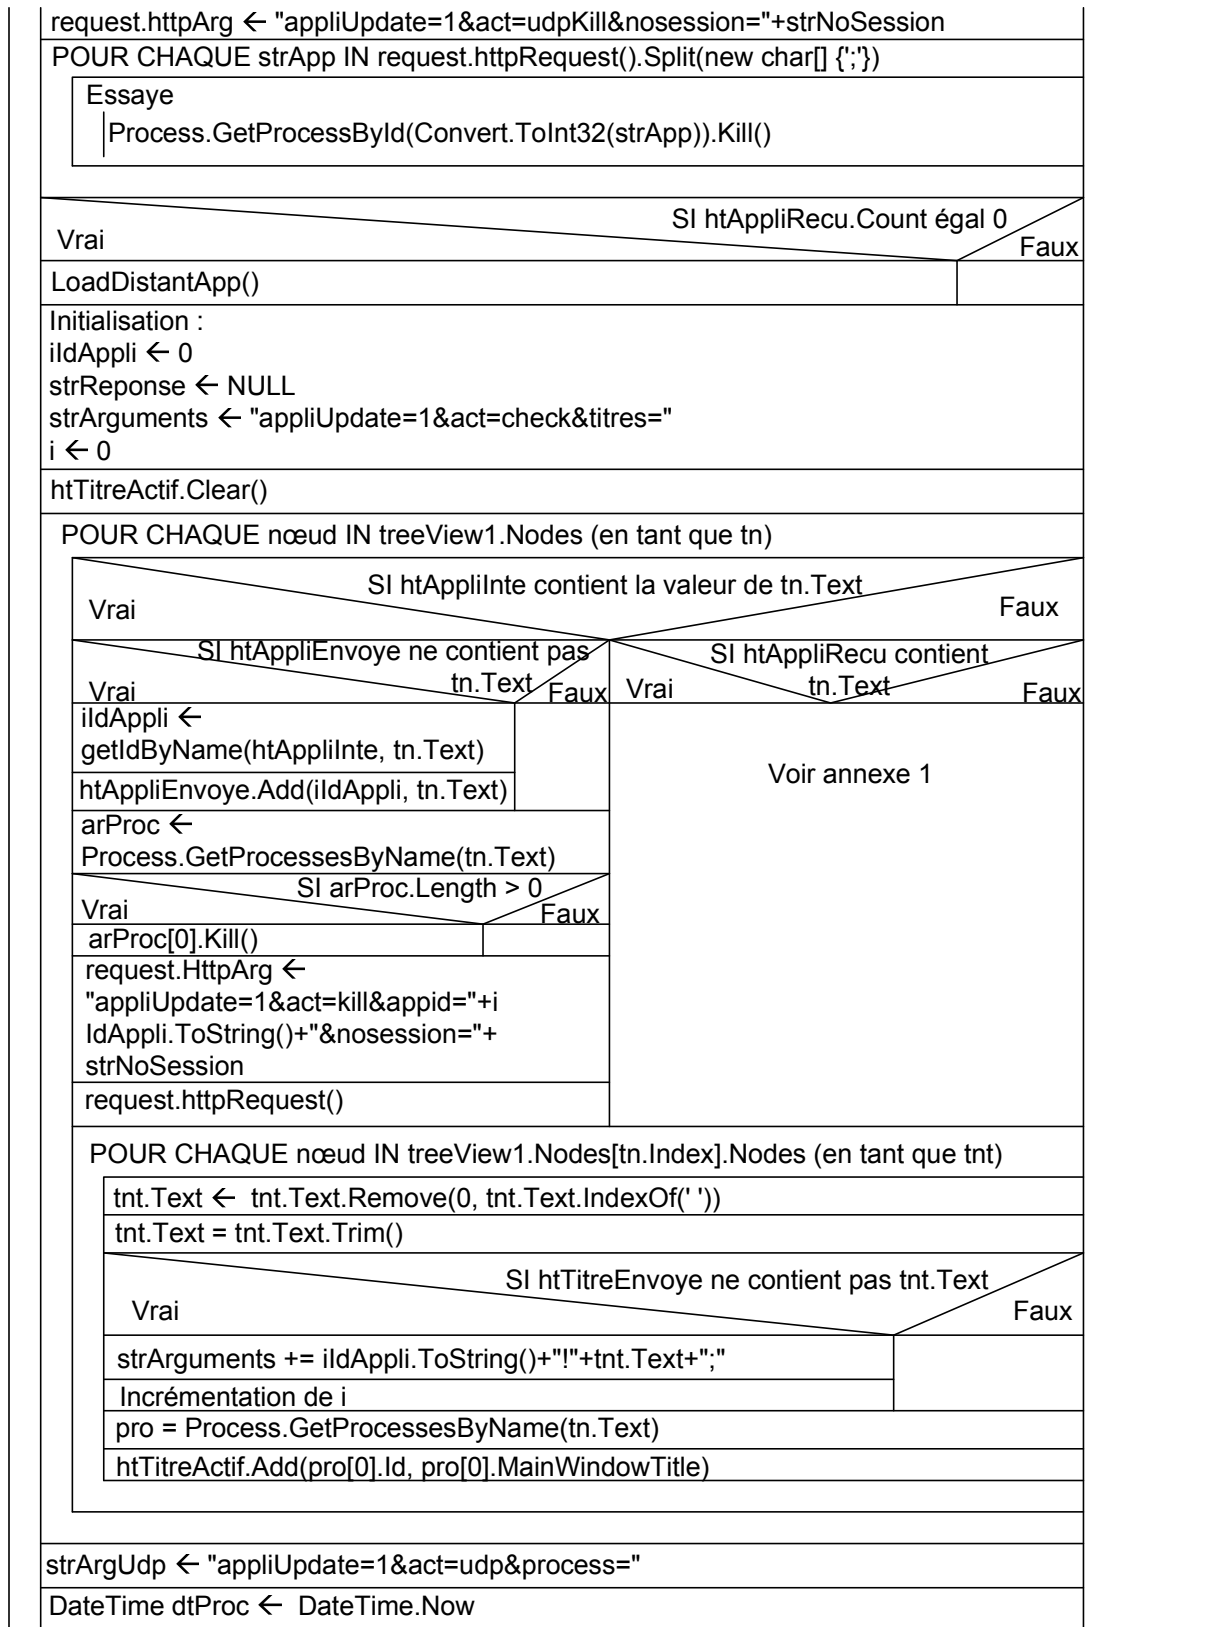 request.httpArg ← "appliUpdate=1&act=udpKill&nosession="+strNoSession
POUR CHAQUE strApp IN request.httpRequest().Split(new char[] {';'})
Essaye
Process.GetProcessById(Convert.ToInt32(strApp)).Kill()
SI htAppliRecu.Count égal 0
Vrai
Faux
LoadDistantApp()
Initialisation :
iIdAppli ← 0
strReponse ← NULL
strArguments ← "appliUpdate=1&act=check&titres="
i ← 0
htTitreActif.Clear()
POUR CHAQUE nœud IN treeView1.Nodes (en tant que tn)
SI htAppliInte contient la valeur de tn.Text
Vrai
Faux
SI htAppliEnvoye ne contient pas
tn.Text
Vrai
Faux
SI htAppliRecu contient
tn.Text
Vrai
Faux
iIdAppli ←
getIdByName(htAppliInte, tn.Text)
htAppliEnvoye.Add(iIdAppli, tn.Text)
Voir annexe 1
arProc ←
Process.GetProcessesByName(tn.Text)
SI arProc.Length > 0
Vrai
Faux
arProc[0].Kill()
request.HttpArg ←
"appliUpdate=1&act=kill&appid="+i
IdAppli.ToString()+"&nosession="+
strNoSession
request.httpRequest()
POUR CHAQUE nœud IN treeView1.Nodes[tn.Index].Nodes (en tant que tnt)
tnt.Text ← tnt.Text.Remove(0, tnt.Text.IndexOf(' '))
tnt.Text = tnt.Text.Trim()
SI htTitreEnvoye ne contient pas tnt.Text
Vrai
Faux
strArguments += iIdAppli.ToString()+"!"+tnt.Text+";"
Incrémentation de i
pro = Process.GetProcessesByName(tn.Text)
htTitreActif.Add(pro[0].Id, pro[0].MainWindowTitle)
strArgUdp ← "appliUpdate=1&act=udp&process="
DateTime dtProc ← DateTime.Now